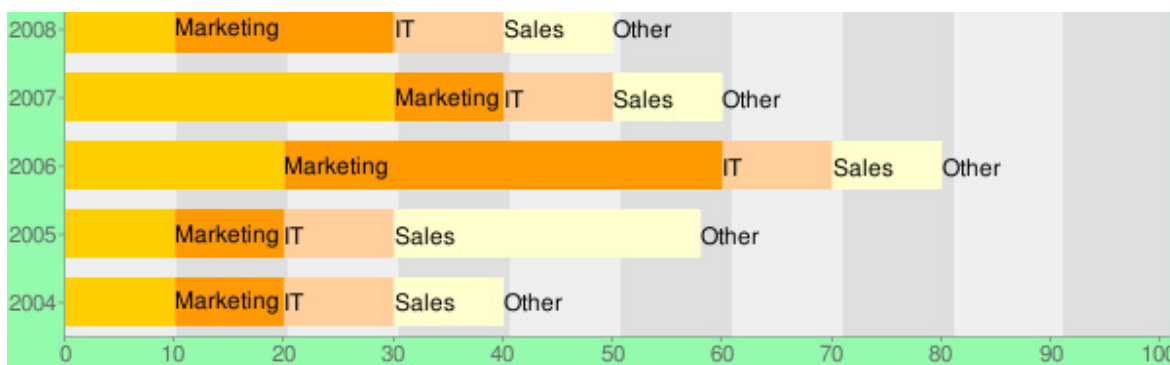 2008 Marketing IT Sales Other
2007 Marketing IT Sales Other
2006 Marketing IT Sales Other
2005 Marketing IT Sales Other
2004 Marketing IT Sales Other
0 10 20 30 40 50 60 70 80 90 100